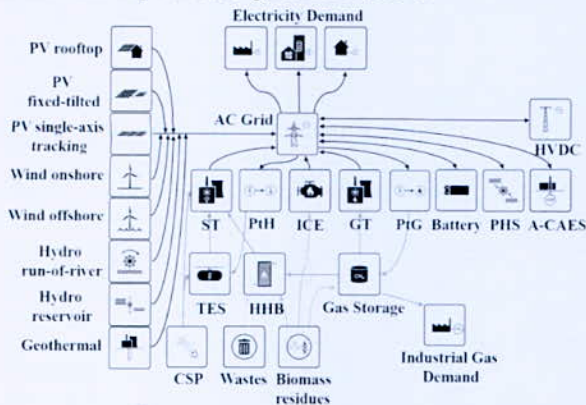 Electricity Demand
PV rooftop
PV
fixed-tilted
PV single-axis
tracking
Wind onshore
Wind offshore
Hydro
run-of-river
Hydro
reservoir
Geothermal
AC Grid
HVDC
ST
PtH
ICE
GT
PtG
Battery
PHS
A-CAES
TES
HHB
Gas Storage
CSP
Wastes
Biomass
residues
Industrial Gas
Demand